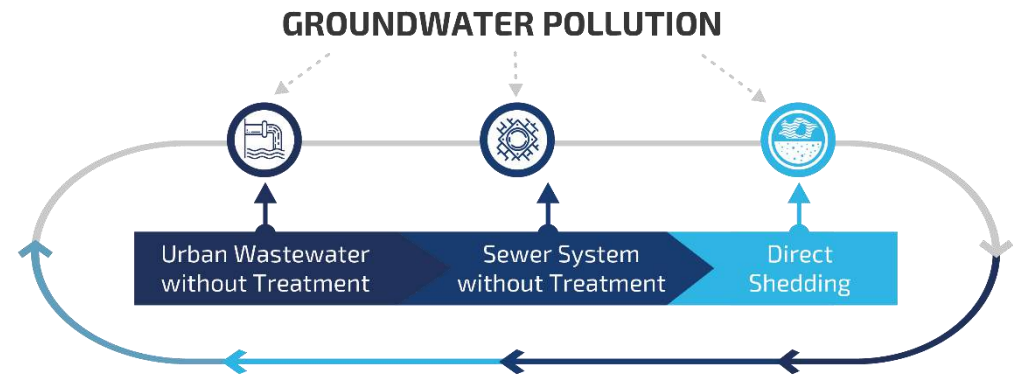 GROUNDWATER POLLUTION
Urban Wastewater
without Treatment
Sewer System
without Treatment
Direct
Shedding